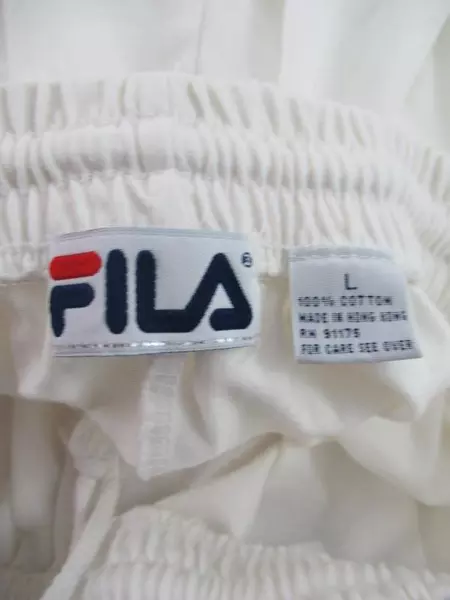 FILA®
L
100% COTTON
MADE IN HONG KONG
RN 91175
FOR CARE SEE OVER